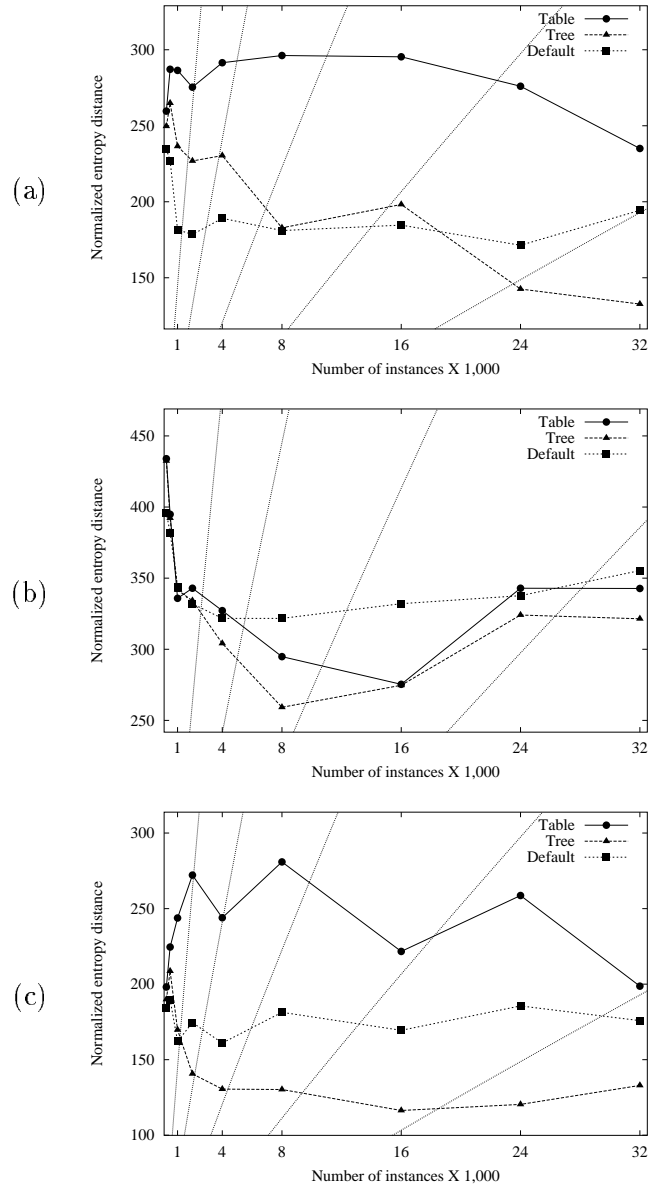 (a)
Normalized entropy distance
300
250
200
150
Table
Tree
Default
1 4 8 16 24 32
Number of instances X 1,000
(b)
Normalized entropy distance
450
400
350
300
250
Table
Tree
Default
1 4 8 16 24 32
Number of instances X 1,000
(c)
Normalized entropy distance
300
250
200
150
100
Table
Tree
Default
1 4 8 16 24 32
Number of instances X 1,000